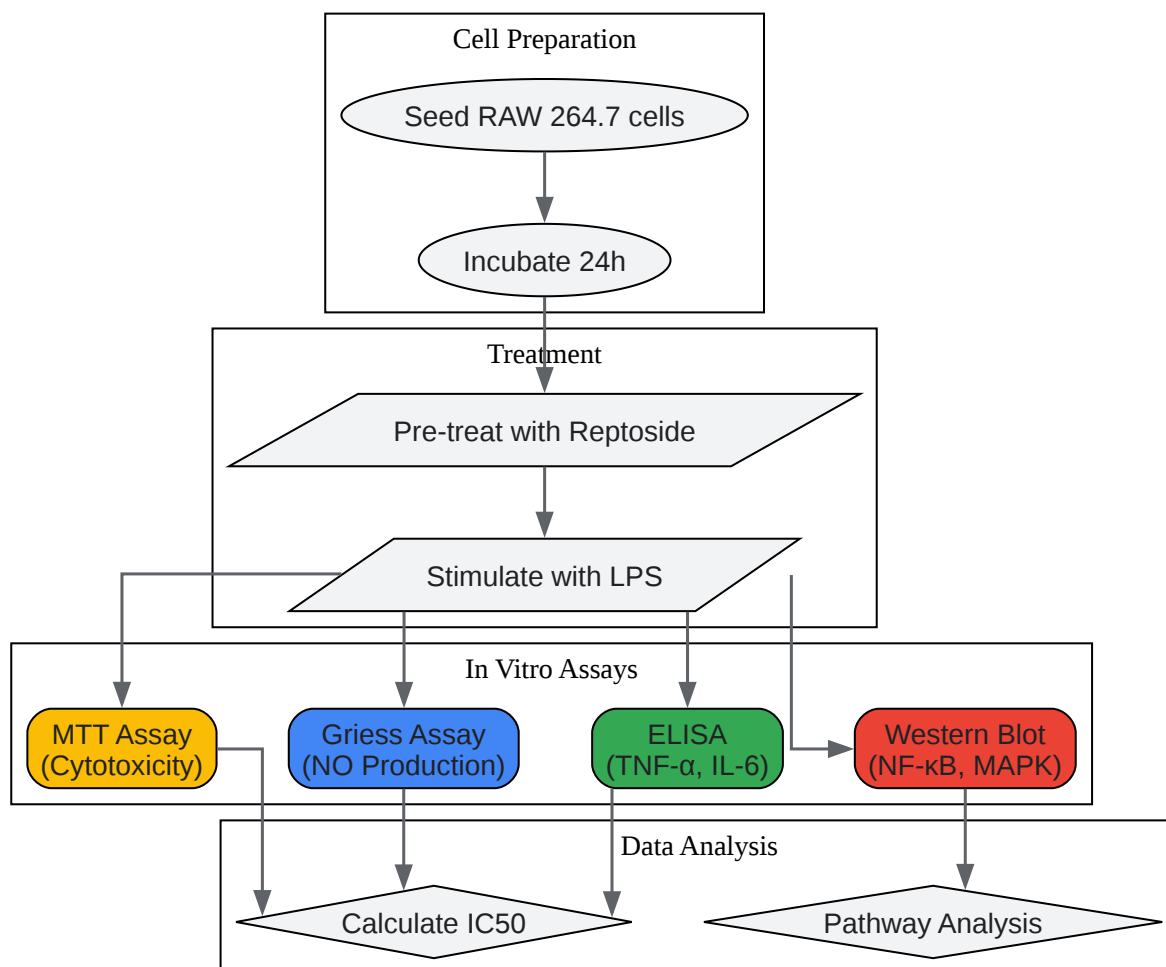 Cell Preparation
Seed RAW 264.7 cells
Incubate 24h
Treatment
Pre-treat with Reptoside
Stimulate with LPS
In Vitro Assays
MTT Assay
(Cytotoxicity)
Griess Assay
(NO Production)
ELISA
(TNF-α, IL-6)
Western Blot
(NF-κB, MAPK)
Data Analysis
Calculate IC50
Pathway Analysis